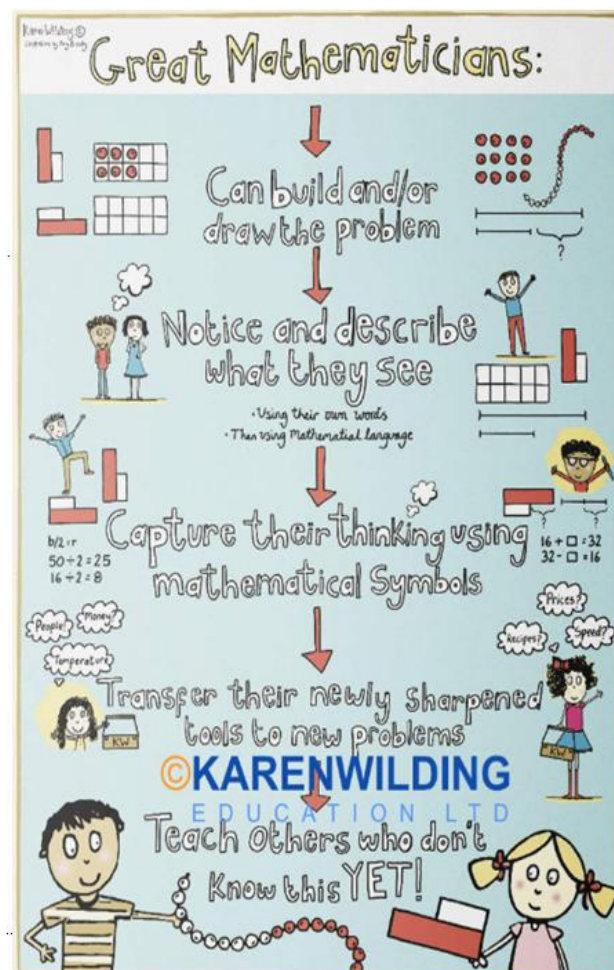 Karen Wilding ©
Great Mathematicians:
Can build and/or
draw the problem
?
Notice and describe
what they see
• Using their own words
• Then using mathematial language
? ?
Capture their thinking using
mathematical Symbols
b/2 = r
50 ÷ 2 = 25
16 ÷ 2 = 8
16 + □ = 32
32 - □ = 16
People?
Money?
Temperature
Prices?
Recipes?
Speed?
Transfer their newly sharpened
tools to new problems
KW
KW
©KARENWILDING
EDUCATION LTD
Teach others who don't
know this YET!